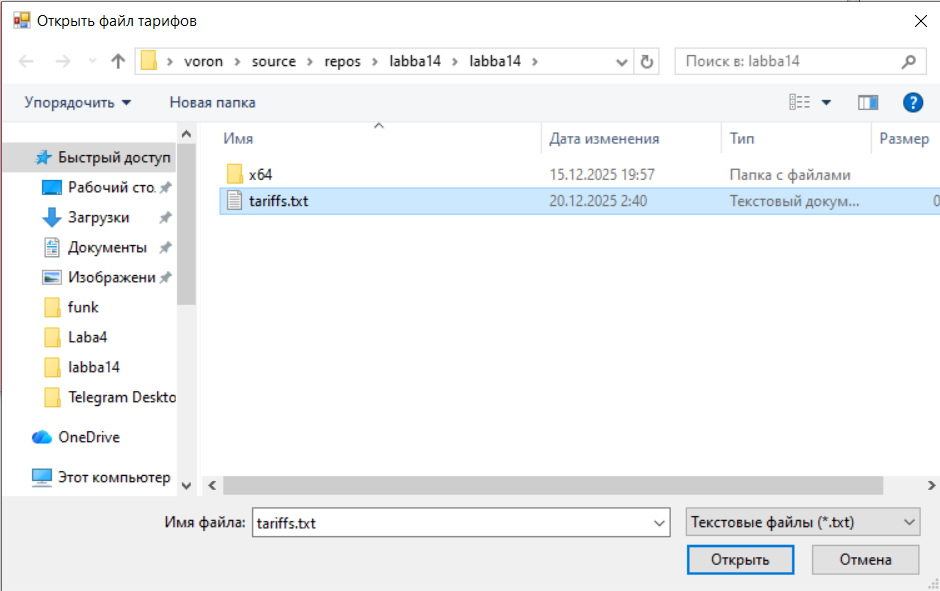 Открыть файл тарифов
voron › source › repos › labba14 › labba14 ›
Поиск в: labba14
Упорядочить
Новая папка
Имя
Дата изменения
Тип
Размер
Быстрый доступ
Рабочий сто.
Загрузки
Документы
Изображени
funk
Laba4
labba14
Telegram Deskto
OneDrive
Этот компьютер
x64
15.12.2025 19:57
Папка с файлами
tariffs.txt
20.12.2025 2:40
Текстовый докум...
0
Имя файла:
tariffs.txt
Текстовые файлы (*.txt)
Открыть
Отмена